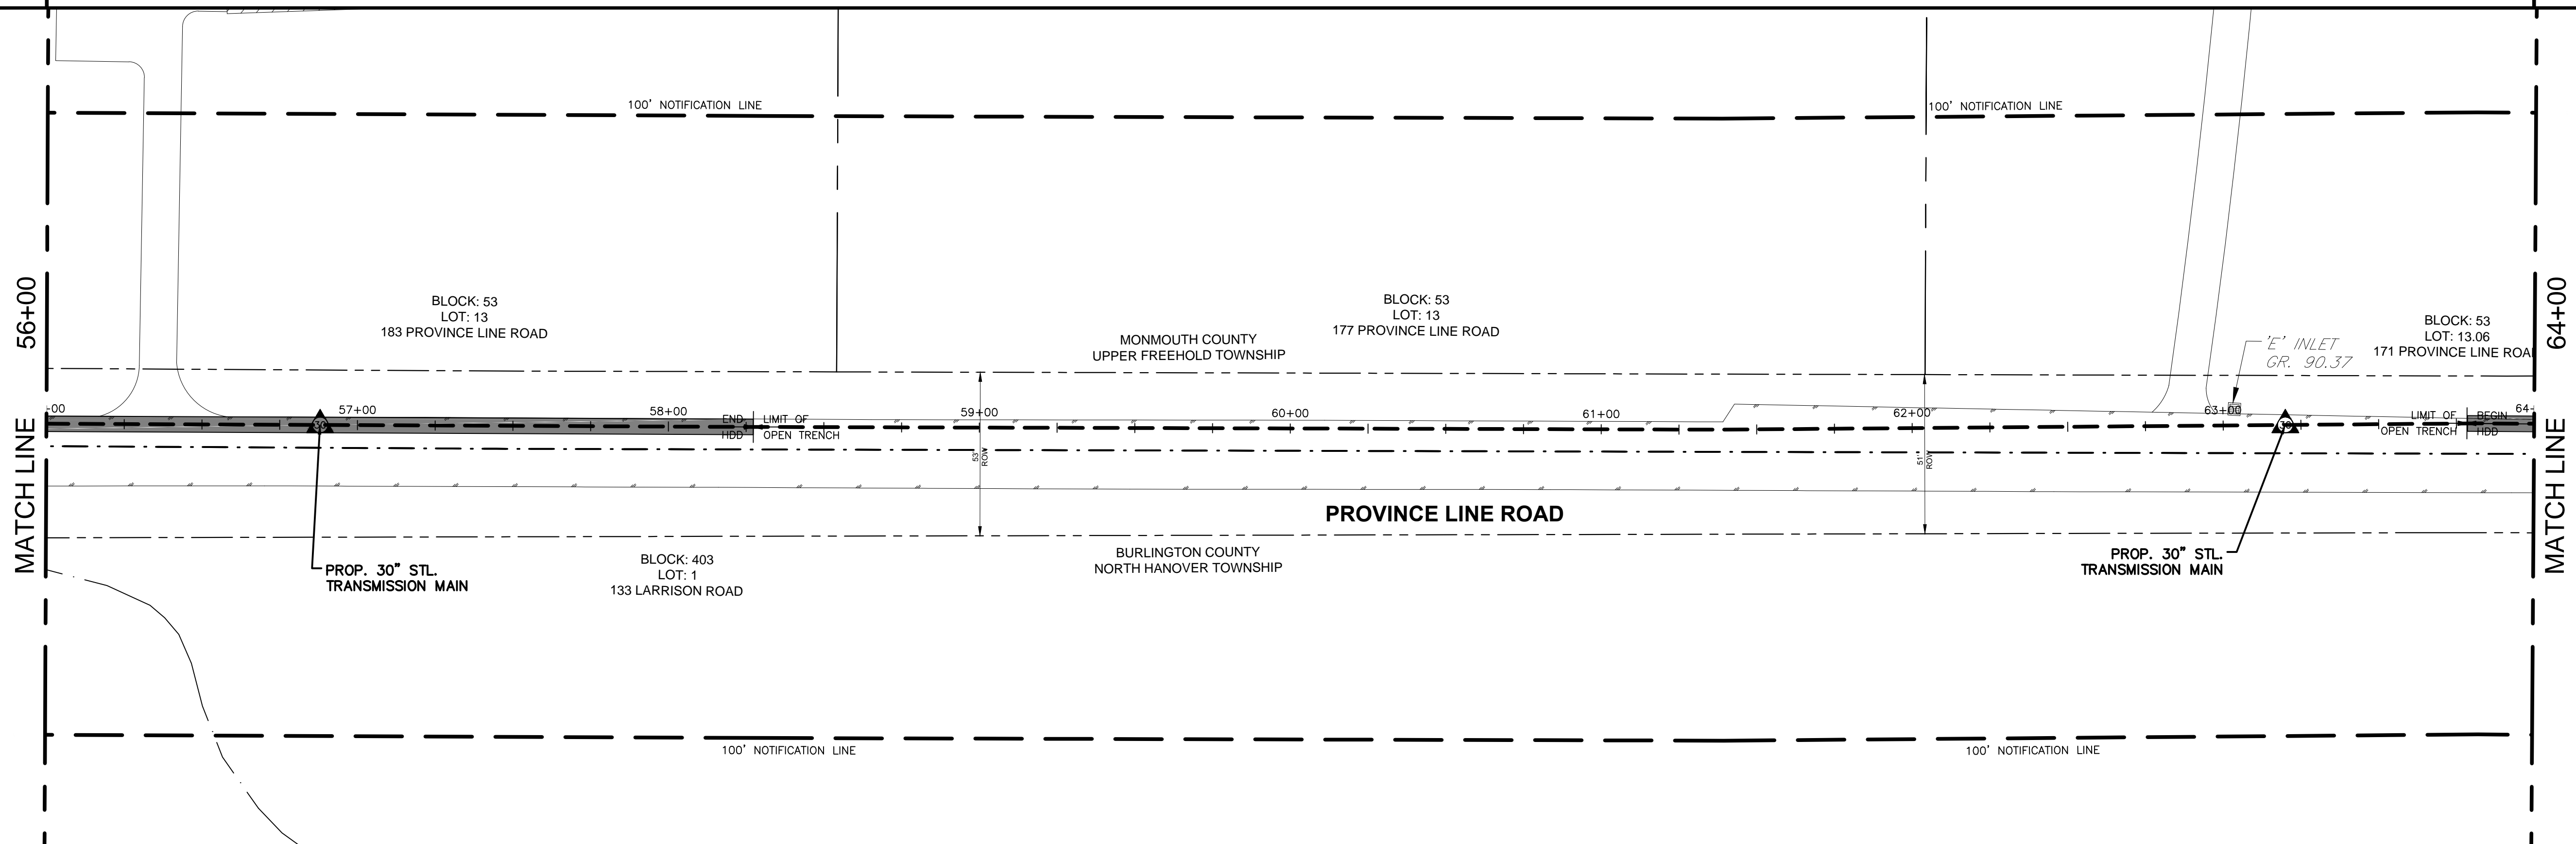 100' NOTIFICATION LINE
100' NOTIFICATION LINE
56+00
MATCH LINE
BLOCK: 53
LOT: 13
183 PROVINCE LINE ROAD
BLOCK: 53
LOT: 13
177 PROVINCE LINE ROAD
MONMOUTH COUNTY
UPPER FREEHOLD TOWNSHIP
'E' INLET
GR. 90.37
BLOCK: 53
LOT: 13.06
171 PROVINCE LINE ROA
64+00
MATCH LINE
-00
57+00
58+00
59+00
60+00
61+00
62+00
63+00
64-
END
HDD
LIMIT OF
OPEN TRENCH
LIMIT OF
OPEN TRENCH
BEGIN
HDD
30
30
53'
ROW
51'
ROW
PROVINCE LINE ROAD
PROP. 30" STL.
TRANSMISSION MAIN
BLOCK: 403
LOT: 1
133 LARRISON ROAD
BURLINGTON COUNTY
NORTH HANOVER TOWNSHIP
PROP. 30" STL.
TRANSMISSION MAIN
100' NOTIFICATION LINE
100' NOTIFICATION LINE